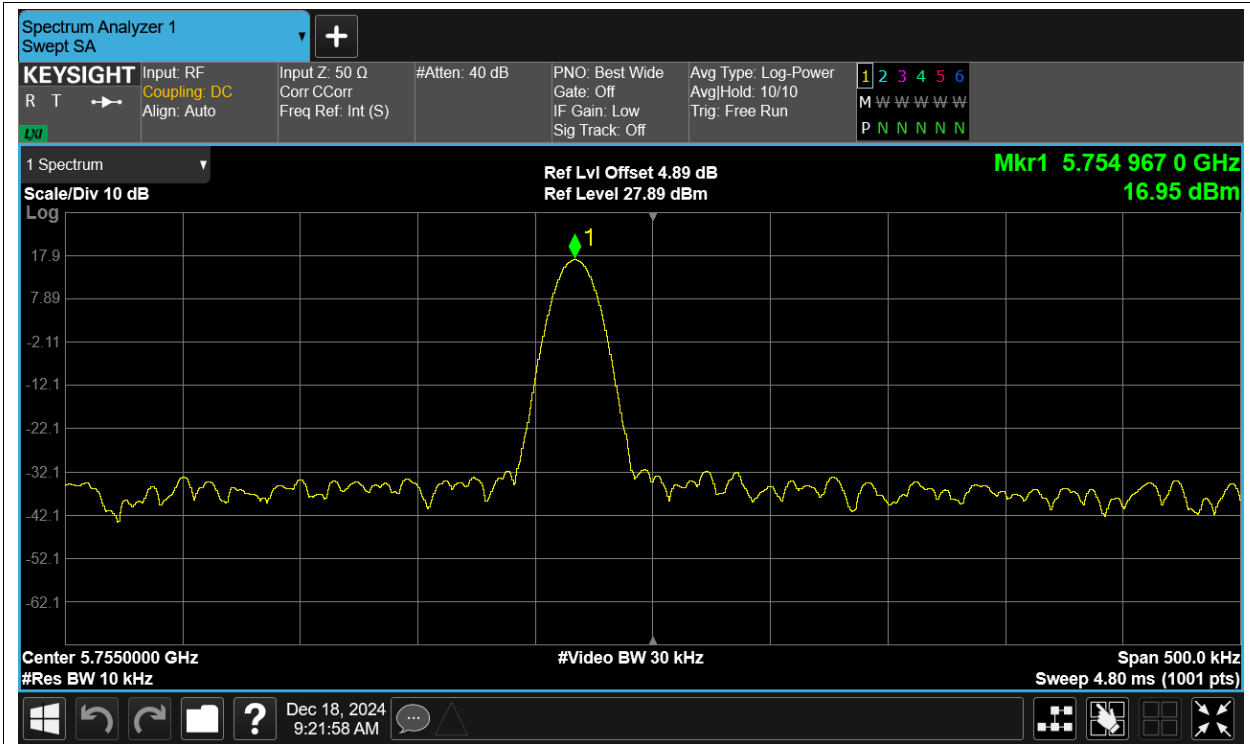 Spectrum Analyzer 1
Swept SA
KEYSIGHT
R T
LXI
Input: RF
Coupling: DC
Align: Auto
Input Z: 50 Ω
Corr CCorr
Freq Ref: Int (S)
#Atten: 40 dB
PNO: Best Wide
Gate: Off
IF Gain: Low
Sig Track: Off
Avg Type: Log-Power
Avg|Hold: 10/10
Trig: Free Run
1 2 3 4 5 6
M W W W W W
P N N N N N
1 Spectrum
Scale/Div 10 dB
Log
Ref Lvl Offset 4.89 dB
Ref Level 27.89 dBm
Mkr1 5.754 967 0 GHz
16.95 dBm
1
17.9
7.89
-2.11
-12.1
-22.1
-32.1
-42.1
-52.1
-62.1
Center 5.7550000 GHz
#Res BW 10 kHz
#Video BW 30 kHz
Span 500.0 kHz
Sweep 4.80 ms (1001 pts)
?
Dec 18, 2024
9:21:58 AM